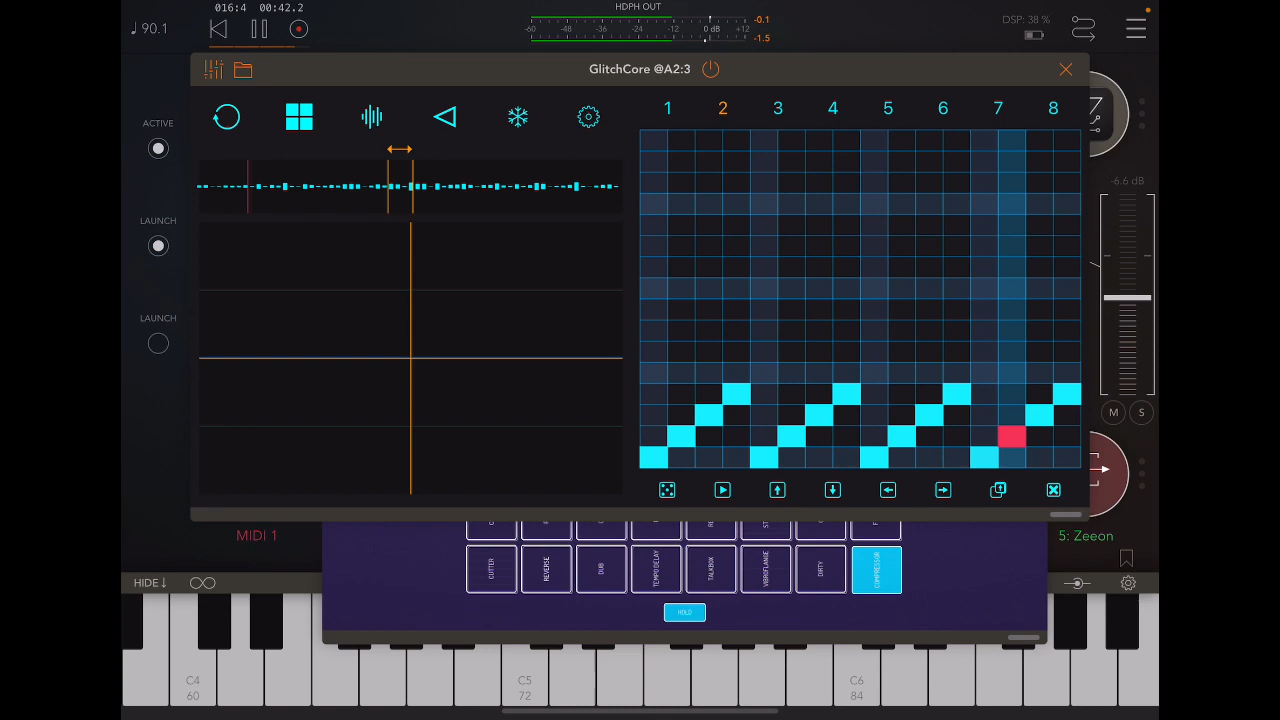 016:4 00:42.2
HDPH OUT
♩90.1
-60 -48 -36 -24 -12 0 dB +12
-0.1
-1.5
DSP: 38 %
GlitchCore @A2:3
1 2 3 4 5 6 7 8
ACTIVE
LAUNCH
LAUNCH
-6.6 dB
M S
MIDI 1
5: Zeeon
CUTTER REVERSE DUB TEMPO DELAY TALKBOX VIBROFLANGE DIRTY COMPRESSOR
HIDE↓
HOLD
C4 C5 C6
60 72 84